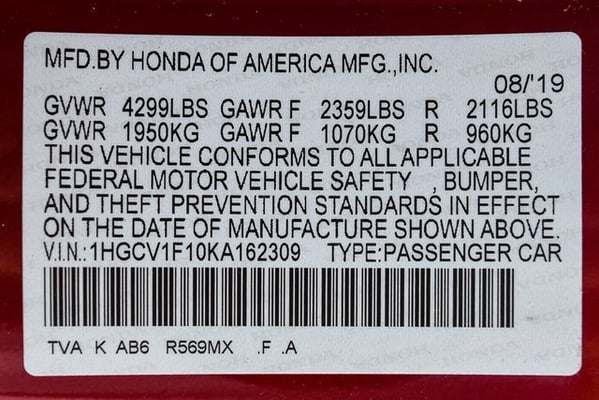 MFD.BY HONDA OF AMERICA MFG.,INC.
08/'19
GVWR 4299LBS GAWR F 2359LBS R 2116LBS
GVWR 1950KG GAWR F 1070KG R 960KG
THIS VEHICLE CONFORMS TO ALL APPLICABLE
FEDERAL MOTOR VEHICLE SAFETY , BUMPER,
AND THEFT PREVENTION STANDARDS IN EFFECT
ON THE DATE OF MANUFACTURE SHOWN ABOVE.
V.I.N.:1HGCV1F10KA162309 TYPE:PASSENGER CAR
TVA K AB6 R569MX .F .A